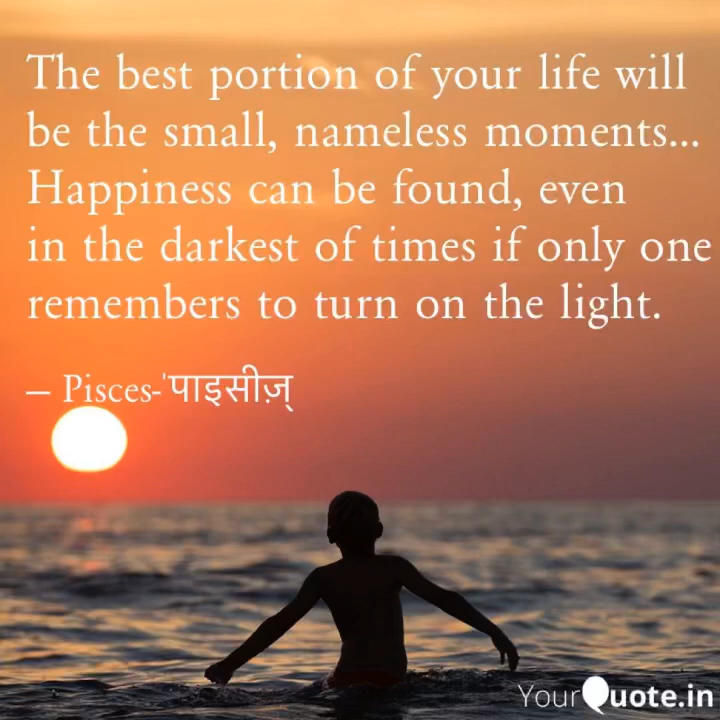 The best portion of your life will
be the small, nameless moments...
Happiness can be found, even
in the darkest of times if only one
remembers to turn on the light.
– Pisces-'पाइसीज़्
YourQuote.in